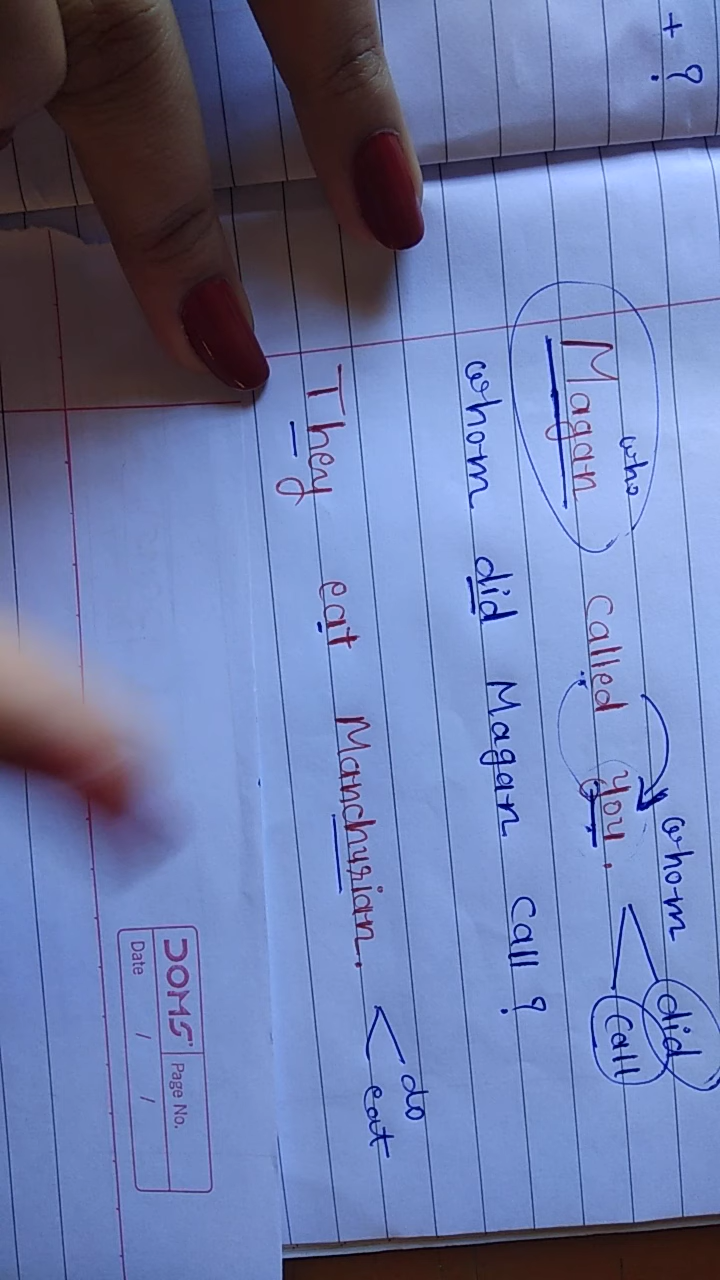 + ?
who whom did
Magan called you. call
whom did Magan call?
do
They eat Manchurian. eat
DOMS Page No.
Date / /